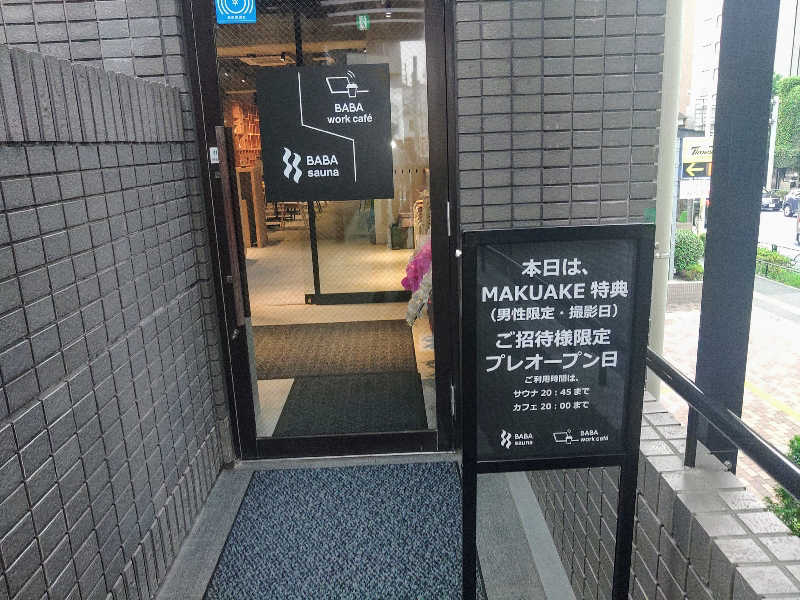 BABA
work café
BABA
sauna
本日は、
MAKUAKE 特典
（男性限定・撮影日）
ご招待様限定
プレオープン日
ご利用時間は、
サウナ 20：45 まで
カフェ 20：00 まで
BABA
sauna
BABA
work café